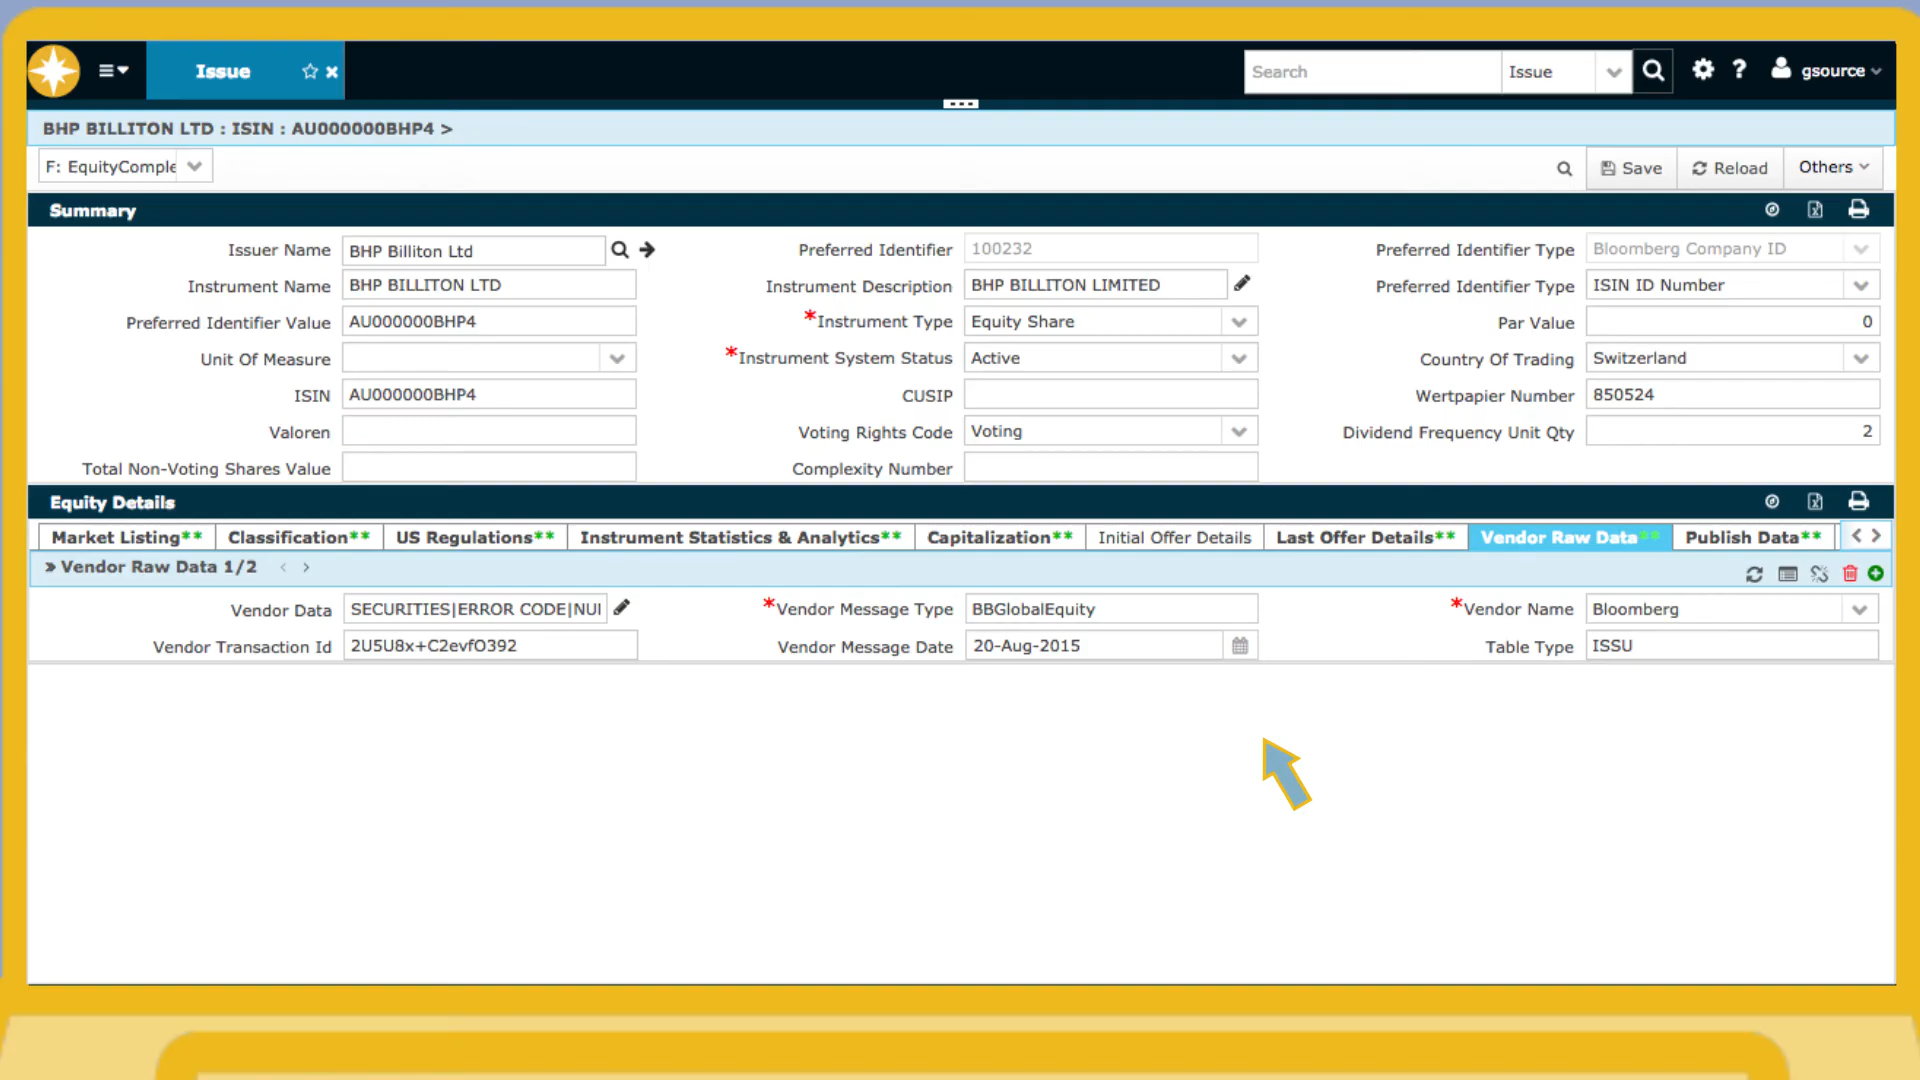 Issue
Search Issue gsource
BHP BILLITON LTD : ISIN : AU000000BHP4 >
F: EquityComple Save Reload Others
Summary
Issuer Name BHP Billiton Ltd Preferred Identifier 100232 Preferred Identifier Type Bloomberg Company ID
Instrument Name BHP BILLITON LTD Instrument Description BHP BILLITON LIMITED Preferred Identifier Type ISIN ID Number
Preferred Identifier Value AU000000BHP4 *Instrument Type Equity Share Par Value 0
Unit Of Measure *Instrument System Status Active Country Of Trading Switzerland
ISIN AU000000BHP4 CUSIP Wertpapier Number 850524
Valoren Voting Rights Code Voting Dividend Frequency Unit Qty 2
Total Non-Voting Shares Value Complexity Number
Equity Details
Market Listing** Classification** US Regulations** Instrument Statistics & Analytics** Capitalization** Initial Offer Details Last Offer Details** Vendor Raw Data** Publish Data**
» Vendor Raw Data 1/2
Vendor Data SECURITIES|ERROR CODE|NUI *Vendor Message Type BBGlobalEquity *Vendor Name Bloomberg
Vendor Transaction Id 2U5U8x+C2evfO392 Vendor Message Date 20-Aug-2015 Table Type ISSU